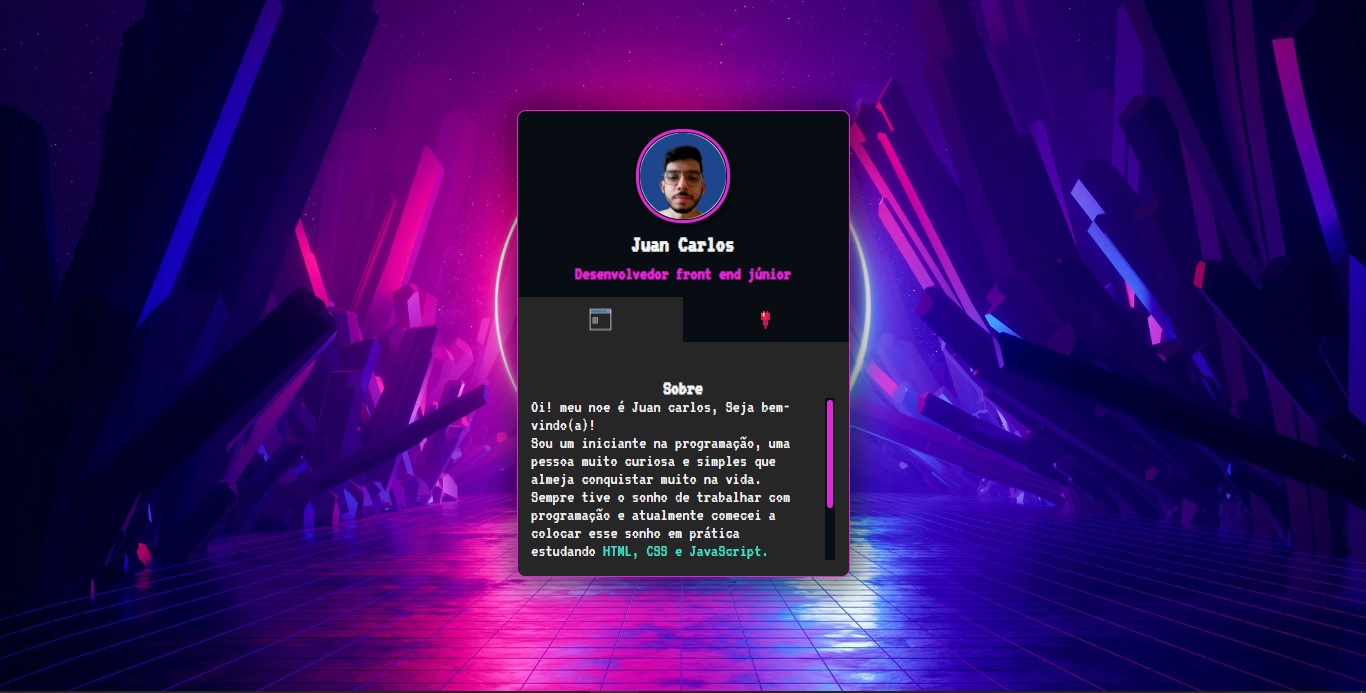 Juan Carlos
Desenvolvedor front end júnior
Sobre
Oi! meu noe é Juan carlos, Seja bem-
vindo(a)!
Sou um iniciante na programação, uma
pessoa muito curiosa e simples que
almeja conquistar muito na vida.
Sempre tive o sonho de trabalhar com
programação e atualmente comecei a
colocar esse sonho em prática
estudando HTML, CSS e JavaScript.